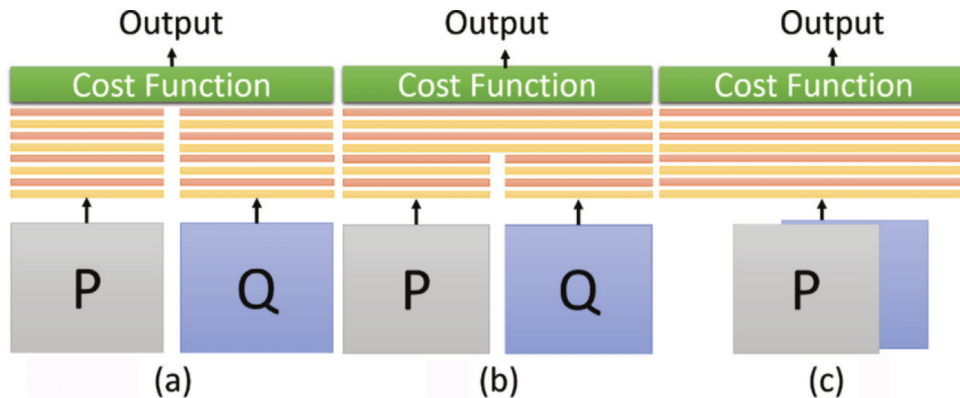 Output Output Output
Cost Function Cost Function Cost Function
P Q P Q P
(a) (b) (c)